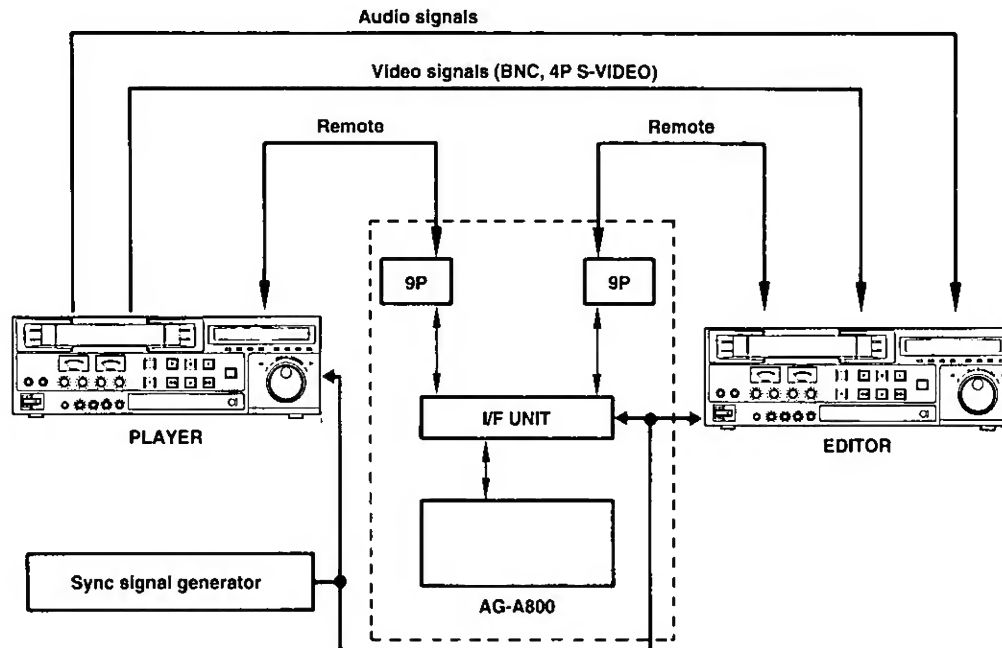 Audio signals
Video signals (BNC, 4P S-VIDEO)
Remote
Remote
9P
9P
I/F UNIT
PLAYER
EDITOR
Sync signal generator
AG-A800